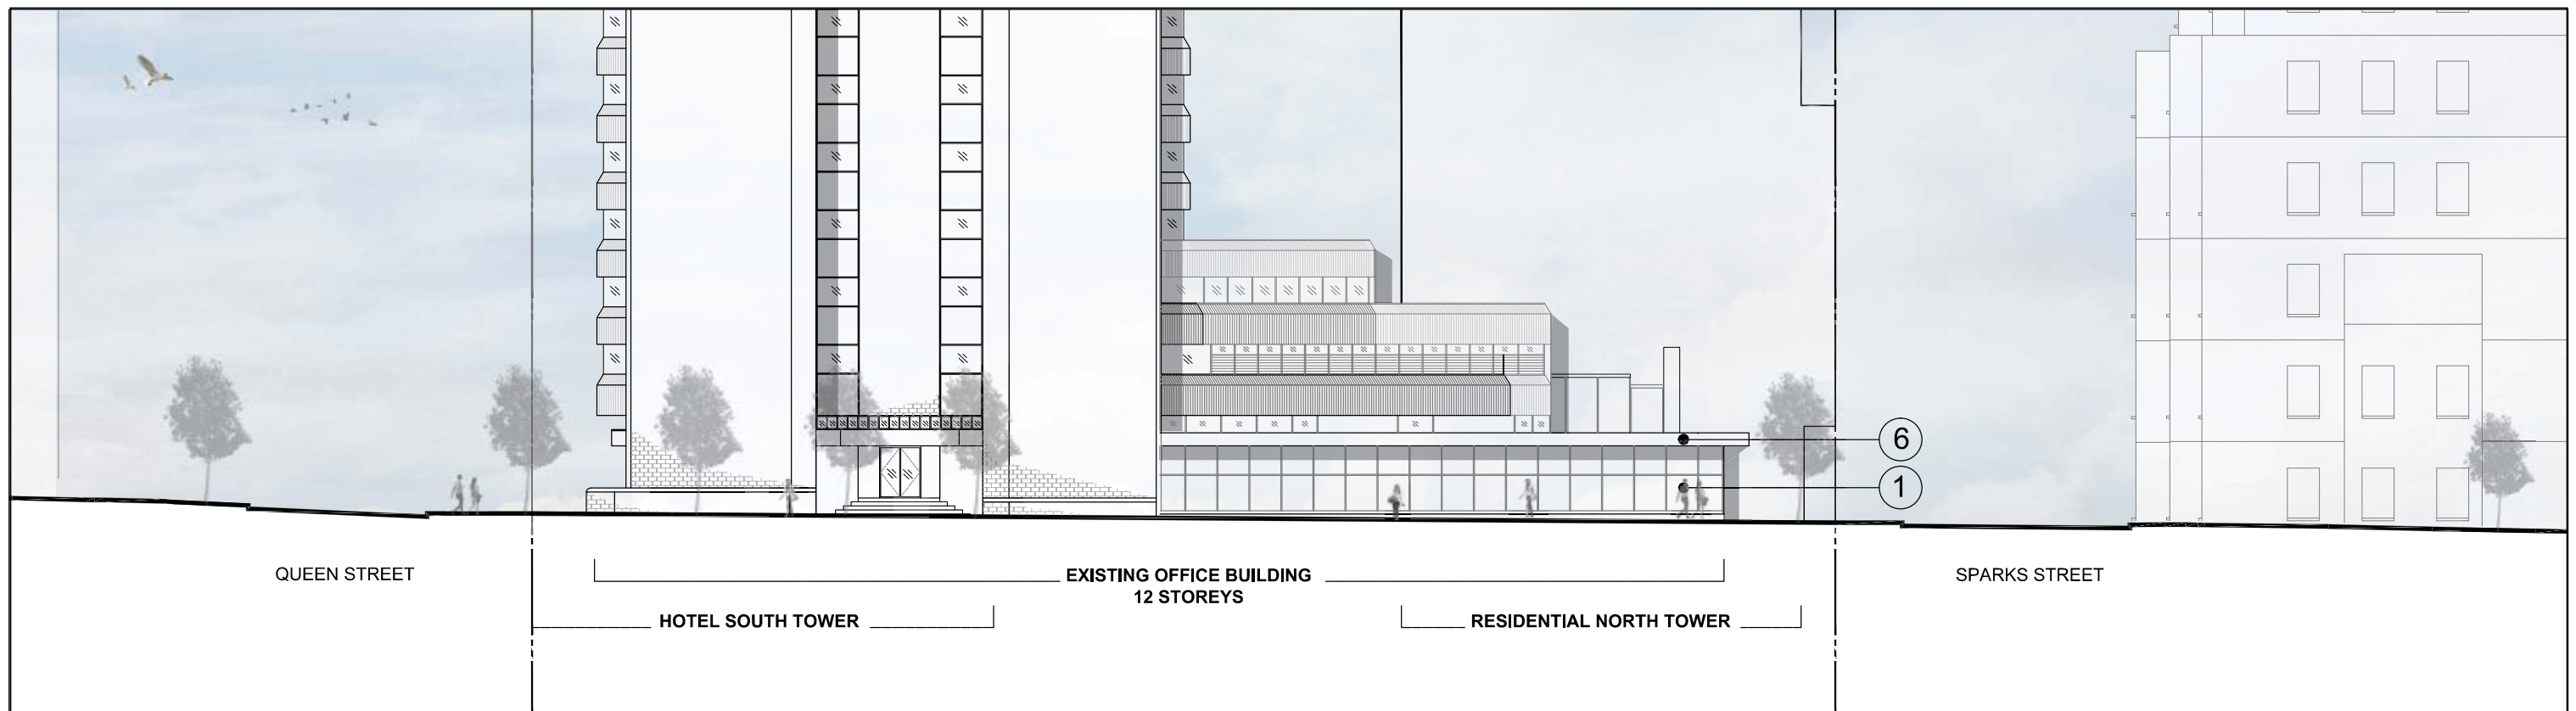 6
1
QUEEN STREET
EXISTING OFFICE BUILDING
12 STOREYS
SPARKS STREET
HOTEL SOUTH TOWER
RESIDENTIAL NORTH TOWER